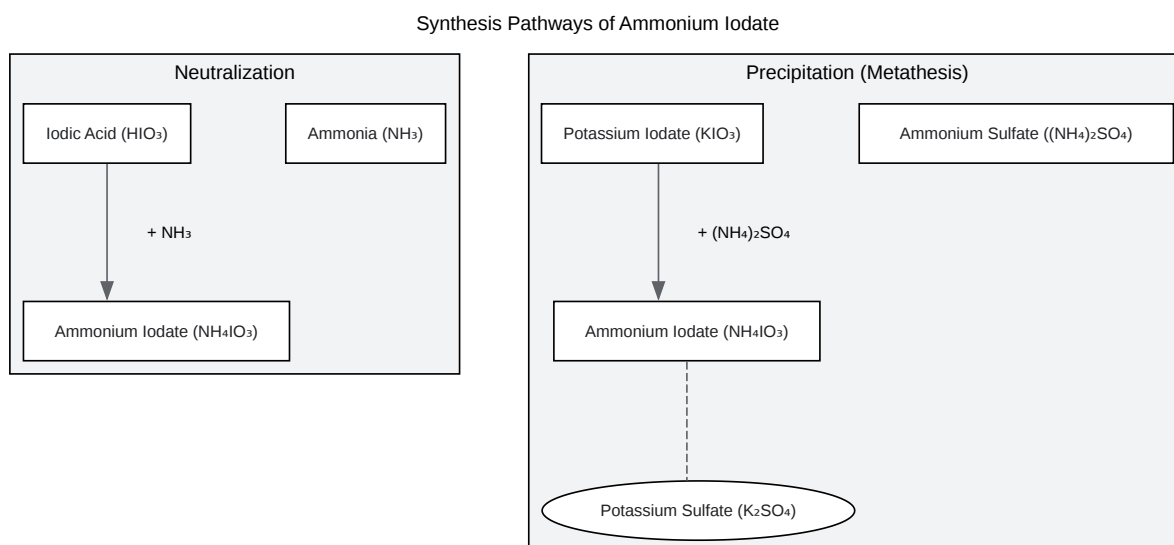 Synthesis Pathways of Ammonium Iodate
Neutralization
Iodic Acid (HIO₃)
Ammonia (NH₃)
+ NH₃
Ammonium Iodate (NH₄IO₃)
Precipitation (Metathesis)
Potassium Iodate (KIO₃)
Ammonium Sulfate ((NH₄)₂SO₄)
+ (NH₄)₂SO₄
Ammonium Iodate (NH₄IO₃)
Potassium Sulfate (K₂SO₄)